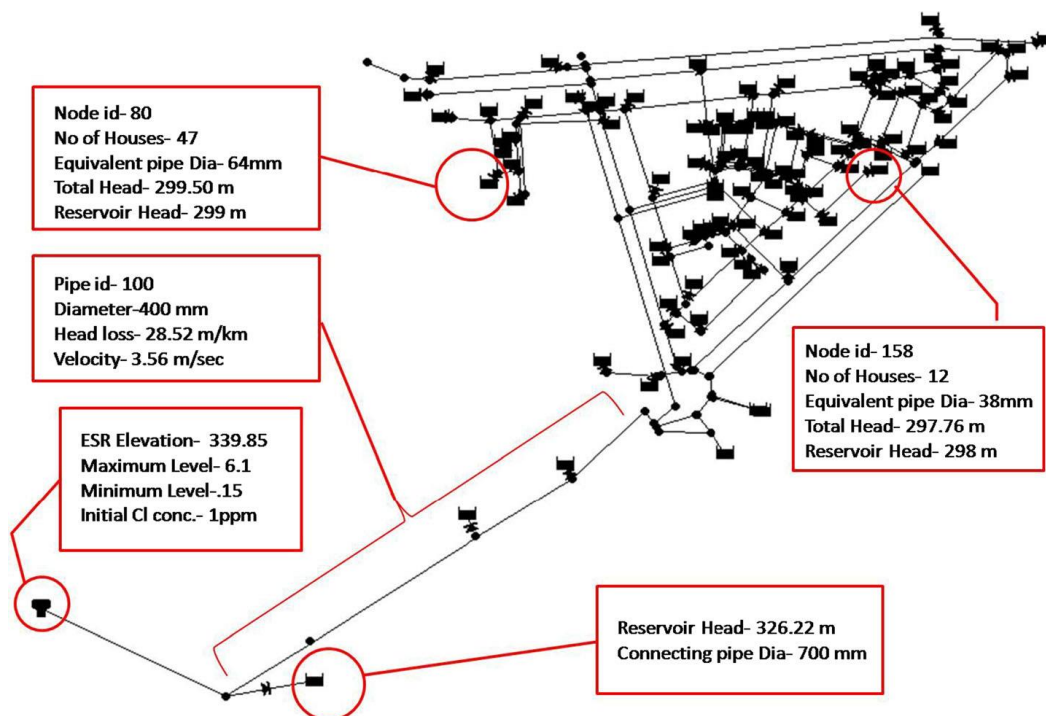 Node id- 80
No of Houses- 47
Equivalent pipe Dia- 64mm
Total Head- 299.50 m
Reservoir Head- 299 m
Pipe id- 100
Diameter-400 mm
Head loss- 28.52 m/km
Velocity- 3.56 m/sec
ESR Elevation- 339.85
Maximum Level- 6.1
Minimum Level-.15
Initial Cl conc.- 1ppm
Node id- 158
No of Houses- 12
Equivalent pipe Dia- 38mm
Total Head- 297.76 m
Reservoir Head- 298 m
Reservoir Head- 326.22 m
Connecting pipe Dia- 700 mm